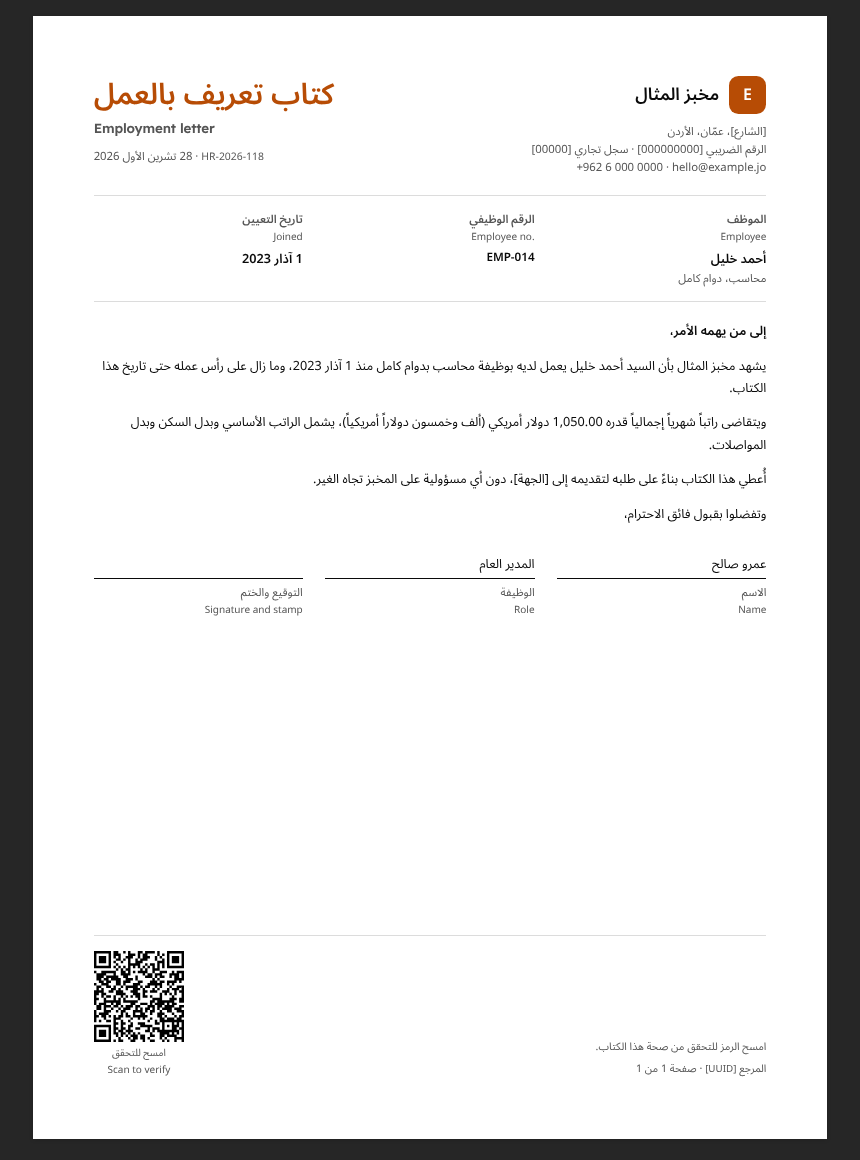 E
مخبز المثال
[الشارع]، عمّان، الأردن
الرقم الضريبي [000000000] · سجل تجاري [00000]
+962 6 000 0000 · hello@example.jo
كتاب تعريف بالعمل
Employment letter
HR-2026-118 · 28 تشرين الأول 2026
الموظف
Employee
أحمد خليل
محاسب، دوام كامل
الرقم الوظيفي
Employee no.
EMP-014
تاريخ التعيين
Joined
1 آذار 2023
إلى من يهمه الأمر،
يشهد مخبز المثال بأن السيد أحمد خليل يعمل لديه بوظيفة محاسب بدوام كامل منذ 1 آذار 2023، وما زال على رأس عمله حتى تاريخ هذا
الكتاب.
ويتقاضى راتباً شهرياً إجمالياً قدره 1,050.00 دولار أمريكي (ألف وخمسون دولاراً أمريكياً)، يشمل الراتب الأساسي وبدل السكن وبدل
المواصلات.
أُعطي هذا الكتاب بناءً على طلبه لتقديمه إلى [الجهة]، دون أي مسؤولية على المخبز تجاه الغير.
وتفضلوا بقبول فائق الاحترام،
عمرو صالح
الاسم
Name
المدير العام
الوظيفة
Role
التوقيع والختم
Signature and stamp
امسح الرمز للتحقق من صحة هذا الكتاب.
المرجع [UUID] · صفحة 1 من 1
امسح للتحقق
Scan to verify